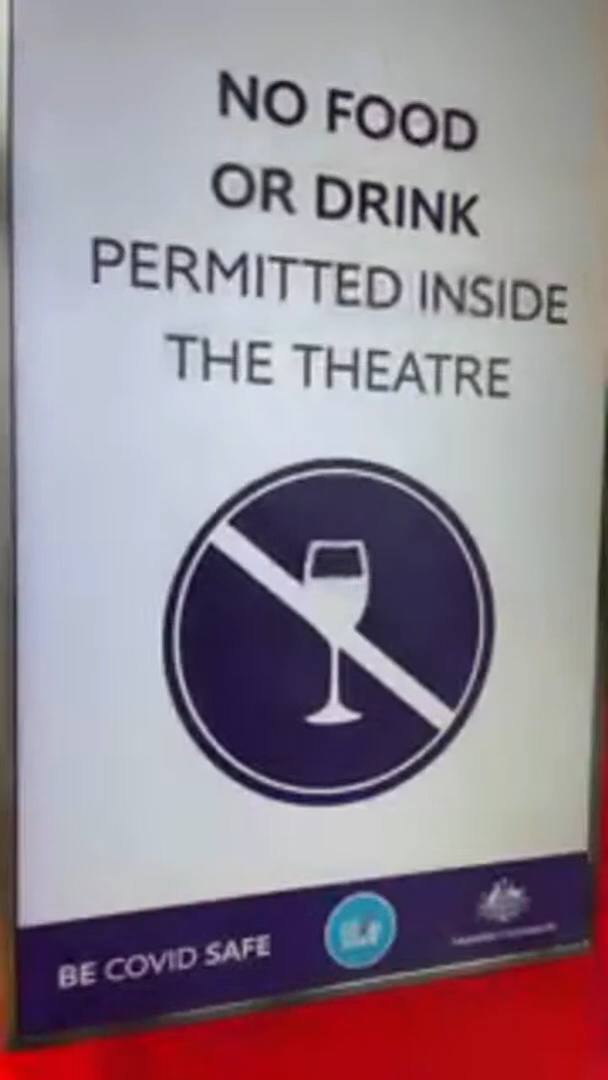 NO FOOD
OR DRINK
PERMITTED INSIDE
THE THEATRE
BE COVID SAFE